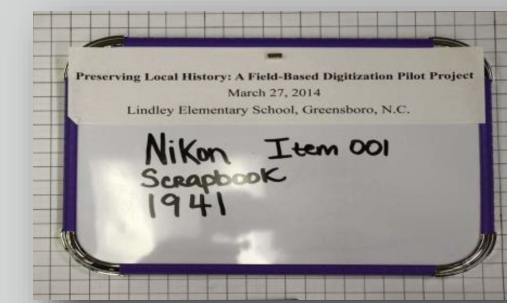 Preserving Local History: A Field-Based Digitization Pilot Project
March 27, 2014
Lindley Elementary School, Greensboro, N.C.
Nikon Item 001
Scrapbook
1941